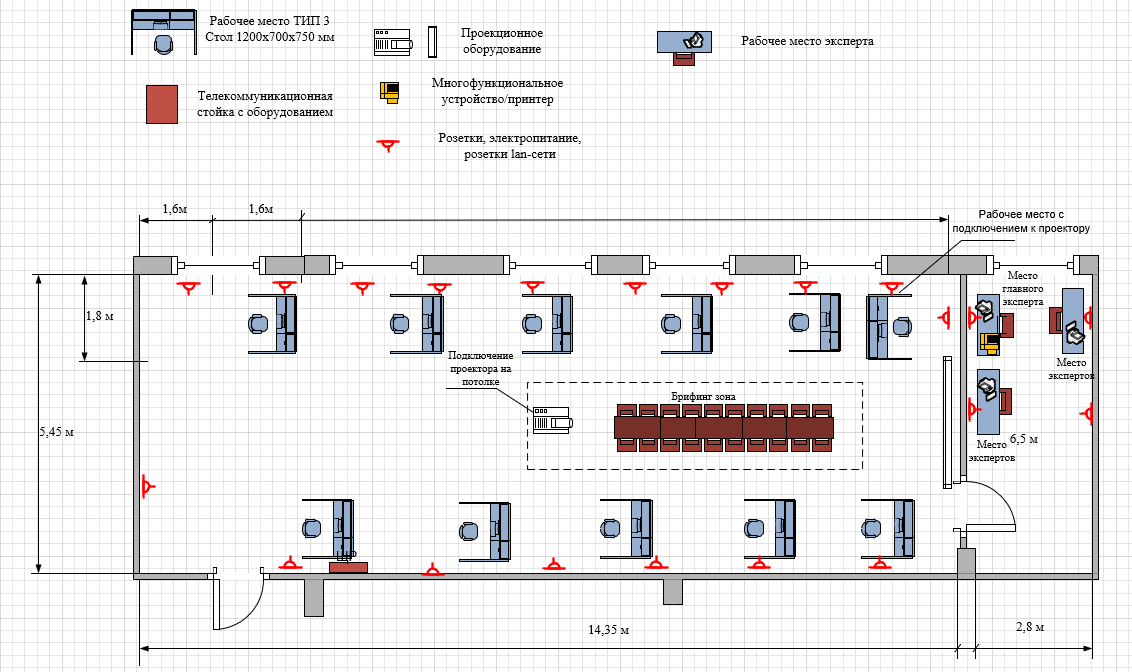 Рабочее место ТИП 3
Стол 1200х700х750 мм
Проекционное
оборудование
Рабочее место эксперта
Телекоммуникационная
стойка с оборудованием
Многофункциональное
устройство/принтер
Розетки, электропитание,
розетки lan-сети
1,6м
1,6м
Рабочее место с
подключением к проектору
Место
главного
эксперта
1,8 м
Подключение
проектора на
потолке
Место
экспертов
Брифинг зона
5,45 м
6,5 м
Место
экспертов
14,35 м
2,8 м